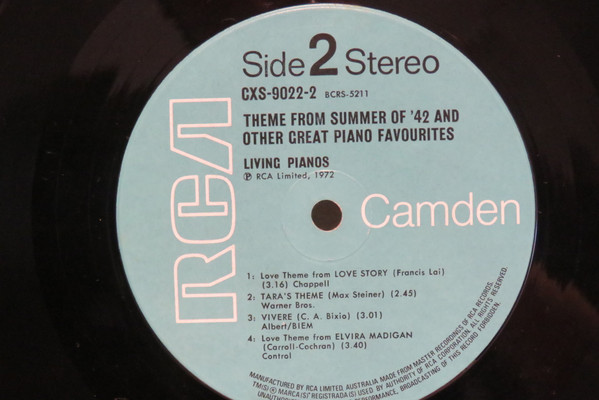 Side 2 Stereo
CXS-9022-2 BCRS-5211
THEME FROM SUMMER OF '42 AND
OTHER GREAT PIANO FAVOURITES
LIVING PIANOS
℗ RCA Limited, 1972
RCA
Camden
1: Love Theme from LOVE STORY (Francis Lai)
(3.16) Chappell
2: TARA'S THEME (Max Steiner) (2.45)
Warner Bros.
3: VIVERE (C. A. Bixio) (3.01)
Albert/BIEM
4: Love Theme from ELVIRA MADIGAN
(Carroll-Cochran) (3.40)
Control
MANUFACTURED BY RCA LIMITED, AUSTRALIA MADE FROM MASTER RECORDINGS OF RCA RECORDS.
TM(S) ® MARCA(S) REGISTRADA(S) USED BY AUTHORITY OF RCA CORPORATION. ALL RIGHTS RESERVED.
PERFORMANCE, BROADCASTING OF THIS RECORD FORBIDDEN.